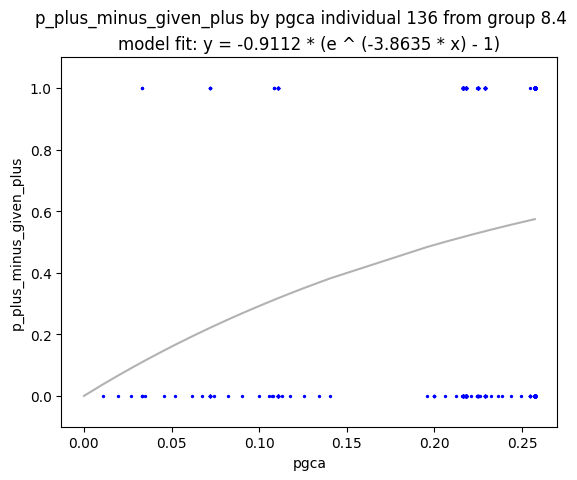 p_plus_minus_given_plus by pgca individual 136 from group 8.4
model fit: y = -0.9112 * (e ^ (-3.8635 * x) - 1)
1.0
0.8
0.6
0.4
0.2
0.0
p_plus_minus_given_plus
0.00 0.05 0.10 0.15 0.20 0.25
pgca